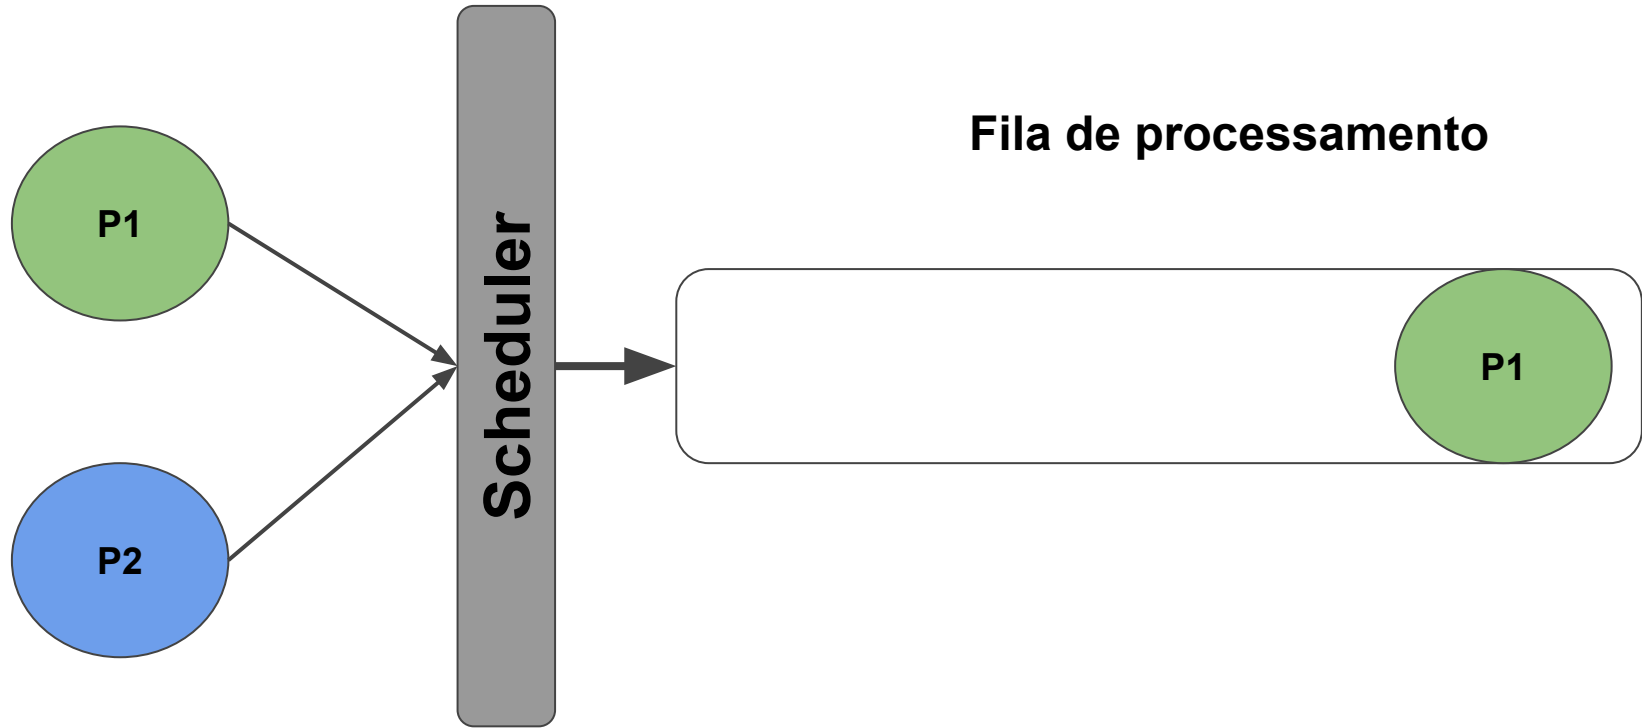 Fila de processamento
P1
Scheduler
P1
P2